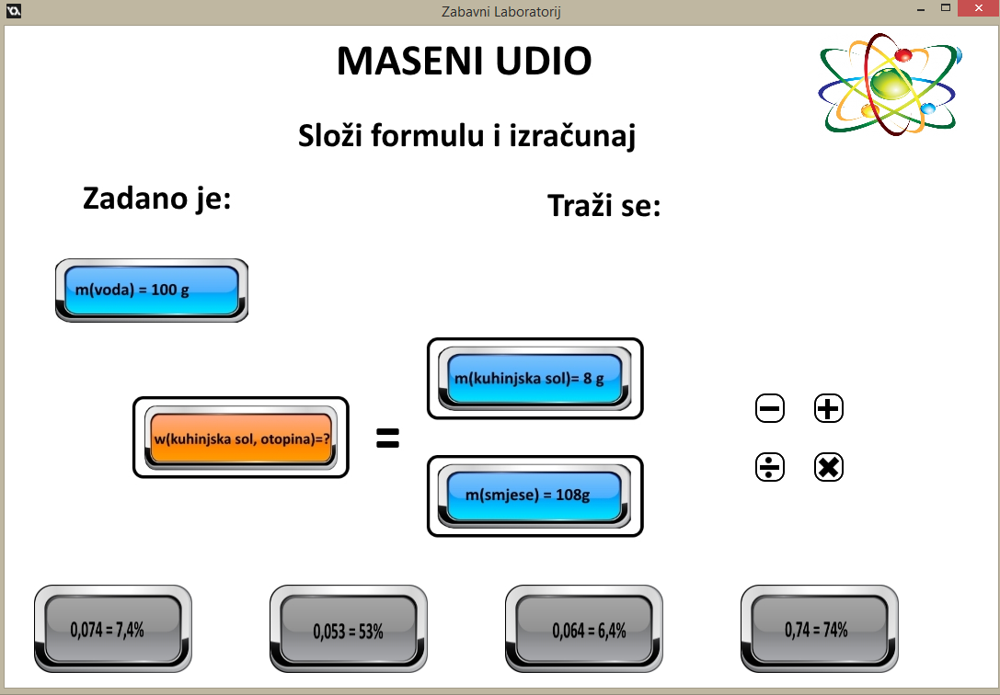 Zabavni Laboratorij
MASENI UDIO
Složi formulu i izračunaj
Zadano je:
Traži se:
m(voda) = 100 g
m(kuhinjska sol)= 8 g
w(kuhinjska sol, otopina)=?
=
m(smjese) = 108g
0,074 = 7,4%
0,053 = 53%
0,064 = 6,4%
0,74 = 74%